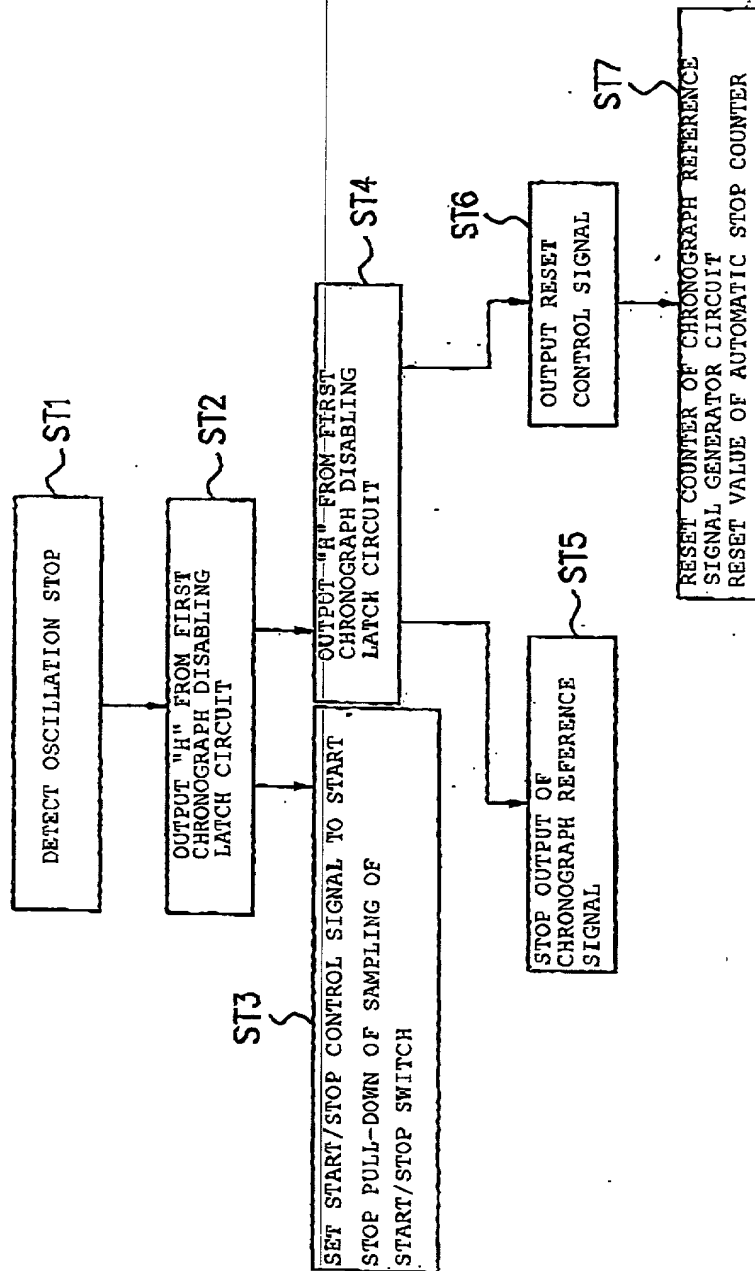 ST1
DETECT OSCILLATION STOP
ST2
OUTPUT "H" FROM FIRST
CHRONOGRAPH DISABLING
LATCH CIRCUIT
ST3
SET START/STOP CONTROL SIGNAL TO START
STOP PULL-DOWN OF SAMPLING OF
START/STOP SWITCH
ST4
OUTPUT "H" FROM FIRST
CHRONOGRAPH DISABLING
LATCH CIRCUIT
ST5
STOP OUTPUT OF
CHRONOGRAPH REFERENCE
SIGNAL
ST6
OUTPUT RESET
CONTROL SIGNAL
ST7
RESET COUNTER OF CHRONOGRAPH REFERENCE
SIGNAL GENERATOR CIRCUIT
RESET VALUE OF AUTOMATIC STOP COUNTER